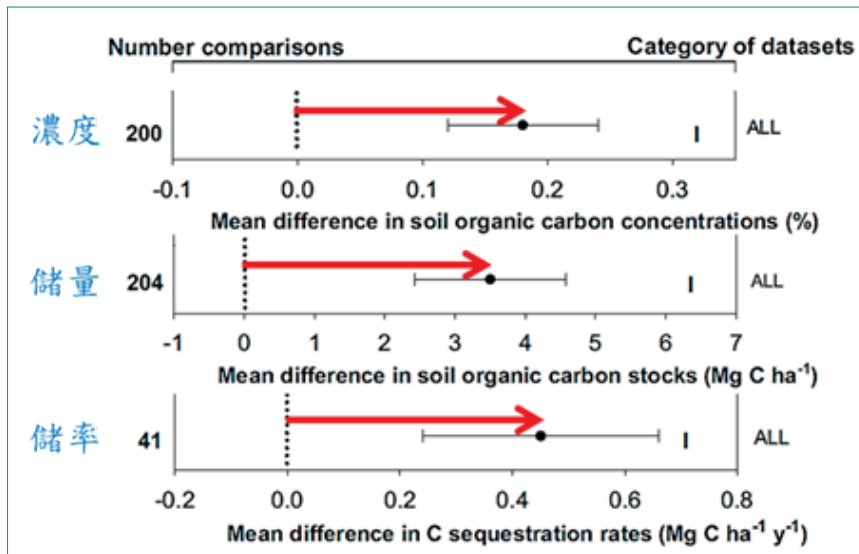 Number comparisons Category of datasets
濃度 200 I ALL
-0.1 0.0 0.1 0.2 0.3
Mean difference in soil organic carbon concentrations (%)
儲量 204 I ALL
-1 0 1 2 3 4 5 6 7
Mean difference in soil organic carbon stocks (Mg C ha⁻¹)
儲率 41 I ALL
-0.2 0.0 0.2 0.4 0.6 0.8
Mean difference in C sequestration rates (Mg C ha⁻¹ y⁻¹)